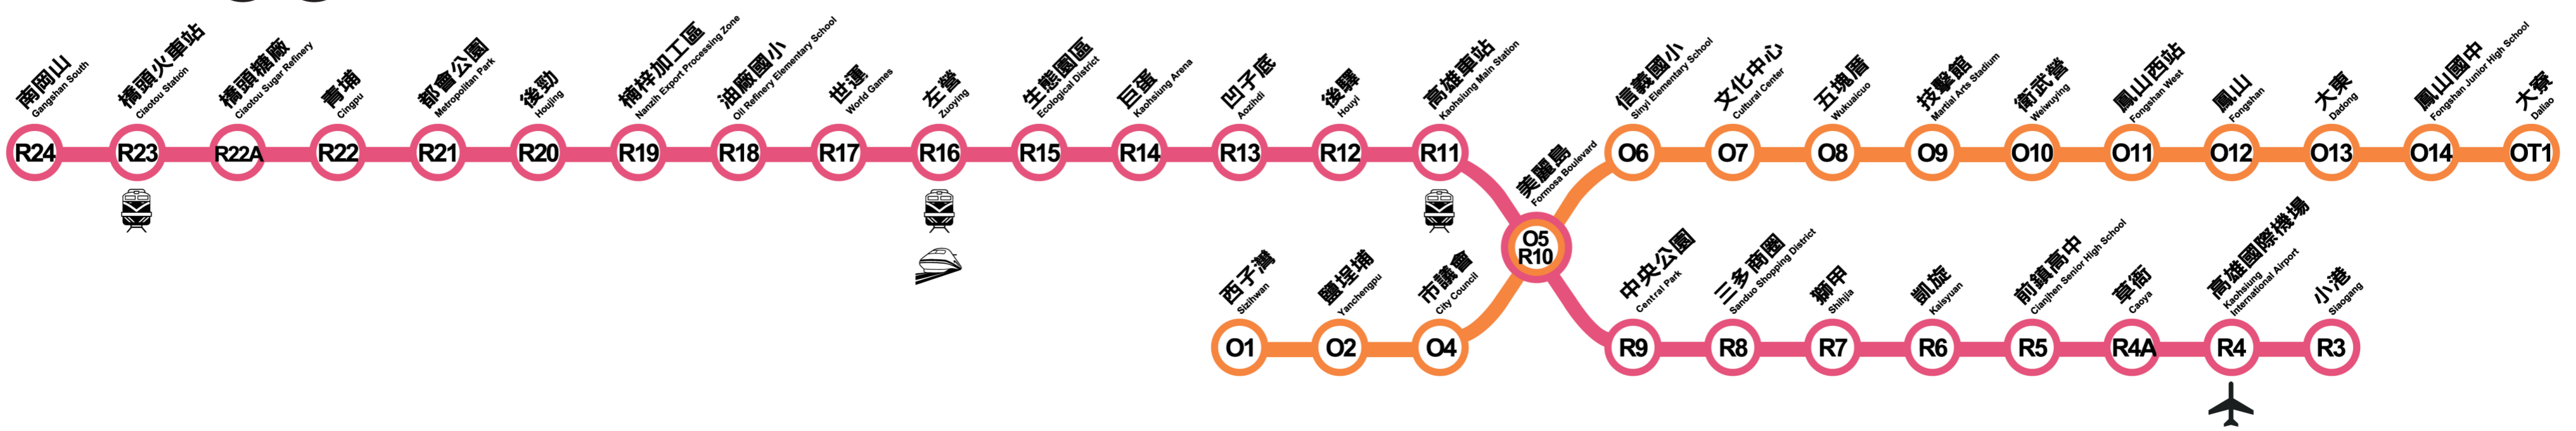 南岡山
Gangshan South
R24
橋頭火車站
Ciaotou Station
R23
橋頭糖廠
Ciaotou Sugar Refinery
R22A
青埔
Cingpu
R22
都會公園
Metropolitan Park
R21
後勁
Houjing
R20
楠梓加工區
Nanzih Export Processing Zone
R19
油廠國小
Oil Refinery Elementary School
R18
世運
World Games
R17
左營
Zuoying
R16
生態園區
Ecological District
R15
巨蛋
Kaohsiung Arena
R14
凹子底
Aozihdi
R13
後驛
Houyi
R12
高雄車站
Kaohsiung Main Station
R11
美麗島
Formosa Boulevard
O5
R10
信義國小
Sinyi Elementary School
O6
文化中心
Cultural Center
O7
五塊厝
Wukuaicuo
O8
技擊館
Martial Arts Stadium
O9
衛武營
Weiwuying
O10
鳳山西站
Fongshan West
O11
鳳山
Fongshan
O12
大東
Dadong
O13
鳳山國中
Fongshan Junior High School
O14
大寮
Daliao
OT1
西子灣
Sizihwan
O1
鹽埕埔
Yanchengpu
O2
市議會
City Council
O4
中央公園
Central Park
R9
三多商圈
Sanduo Shopping District
R8
獅甲
Shihjia
R7
凱旋
Kaisyuan
R6
前鎮高中
Cianjhen Senior High School
R5
草衙
Caoya
R4A
高雄國際機場
Kaohsiung
International Airport
R4
小港
Siaogang
R3